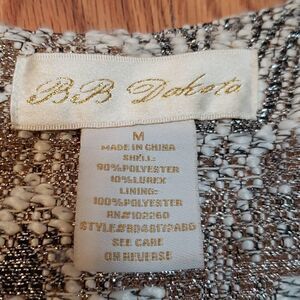 BB Dakota
M
MADE IN CHINA
SHELL:
90%POLYESTER
10%LUREX
LINING:
100%POLYESTER
RN#102260
SEE CARE
ON REVERSE